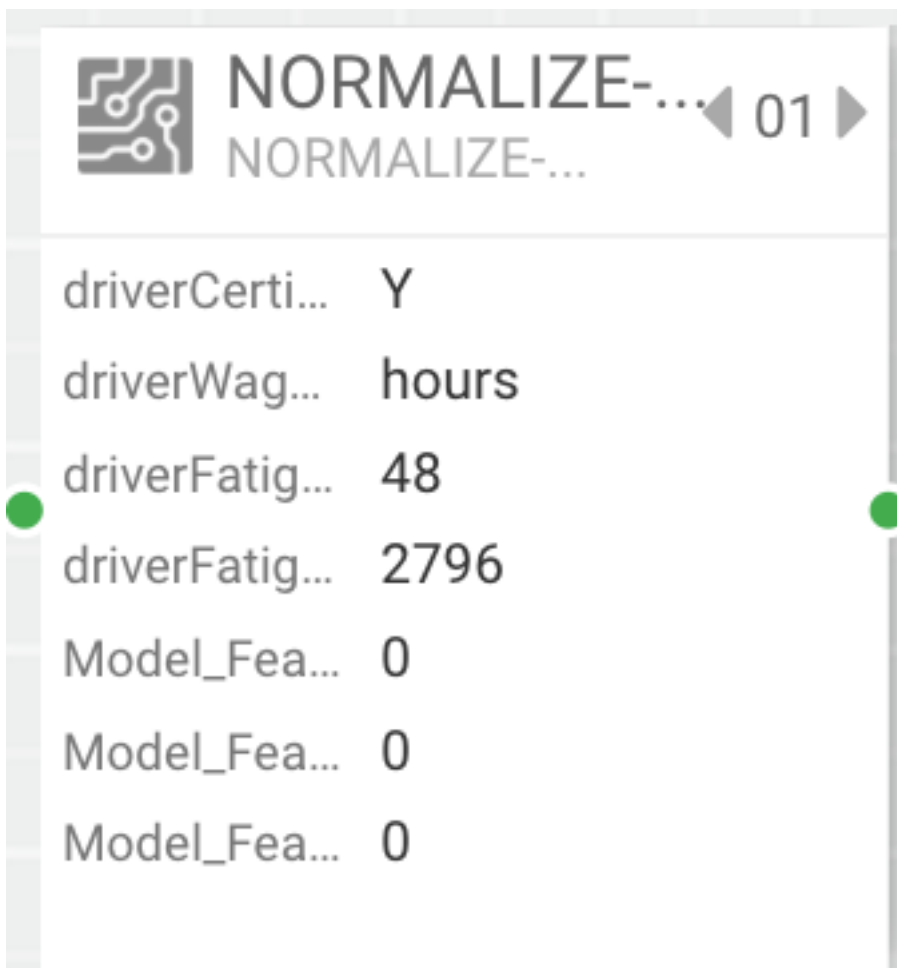 NORMALIZE-... 01
NORMALIZE-...
driverCerti... Y
driverWag... hours
driverFatig... 48
driverFatig... 2796
Model_Fea... 0
Model_Fea... 0
Model_Fea... 0